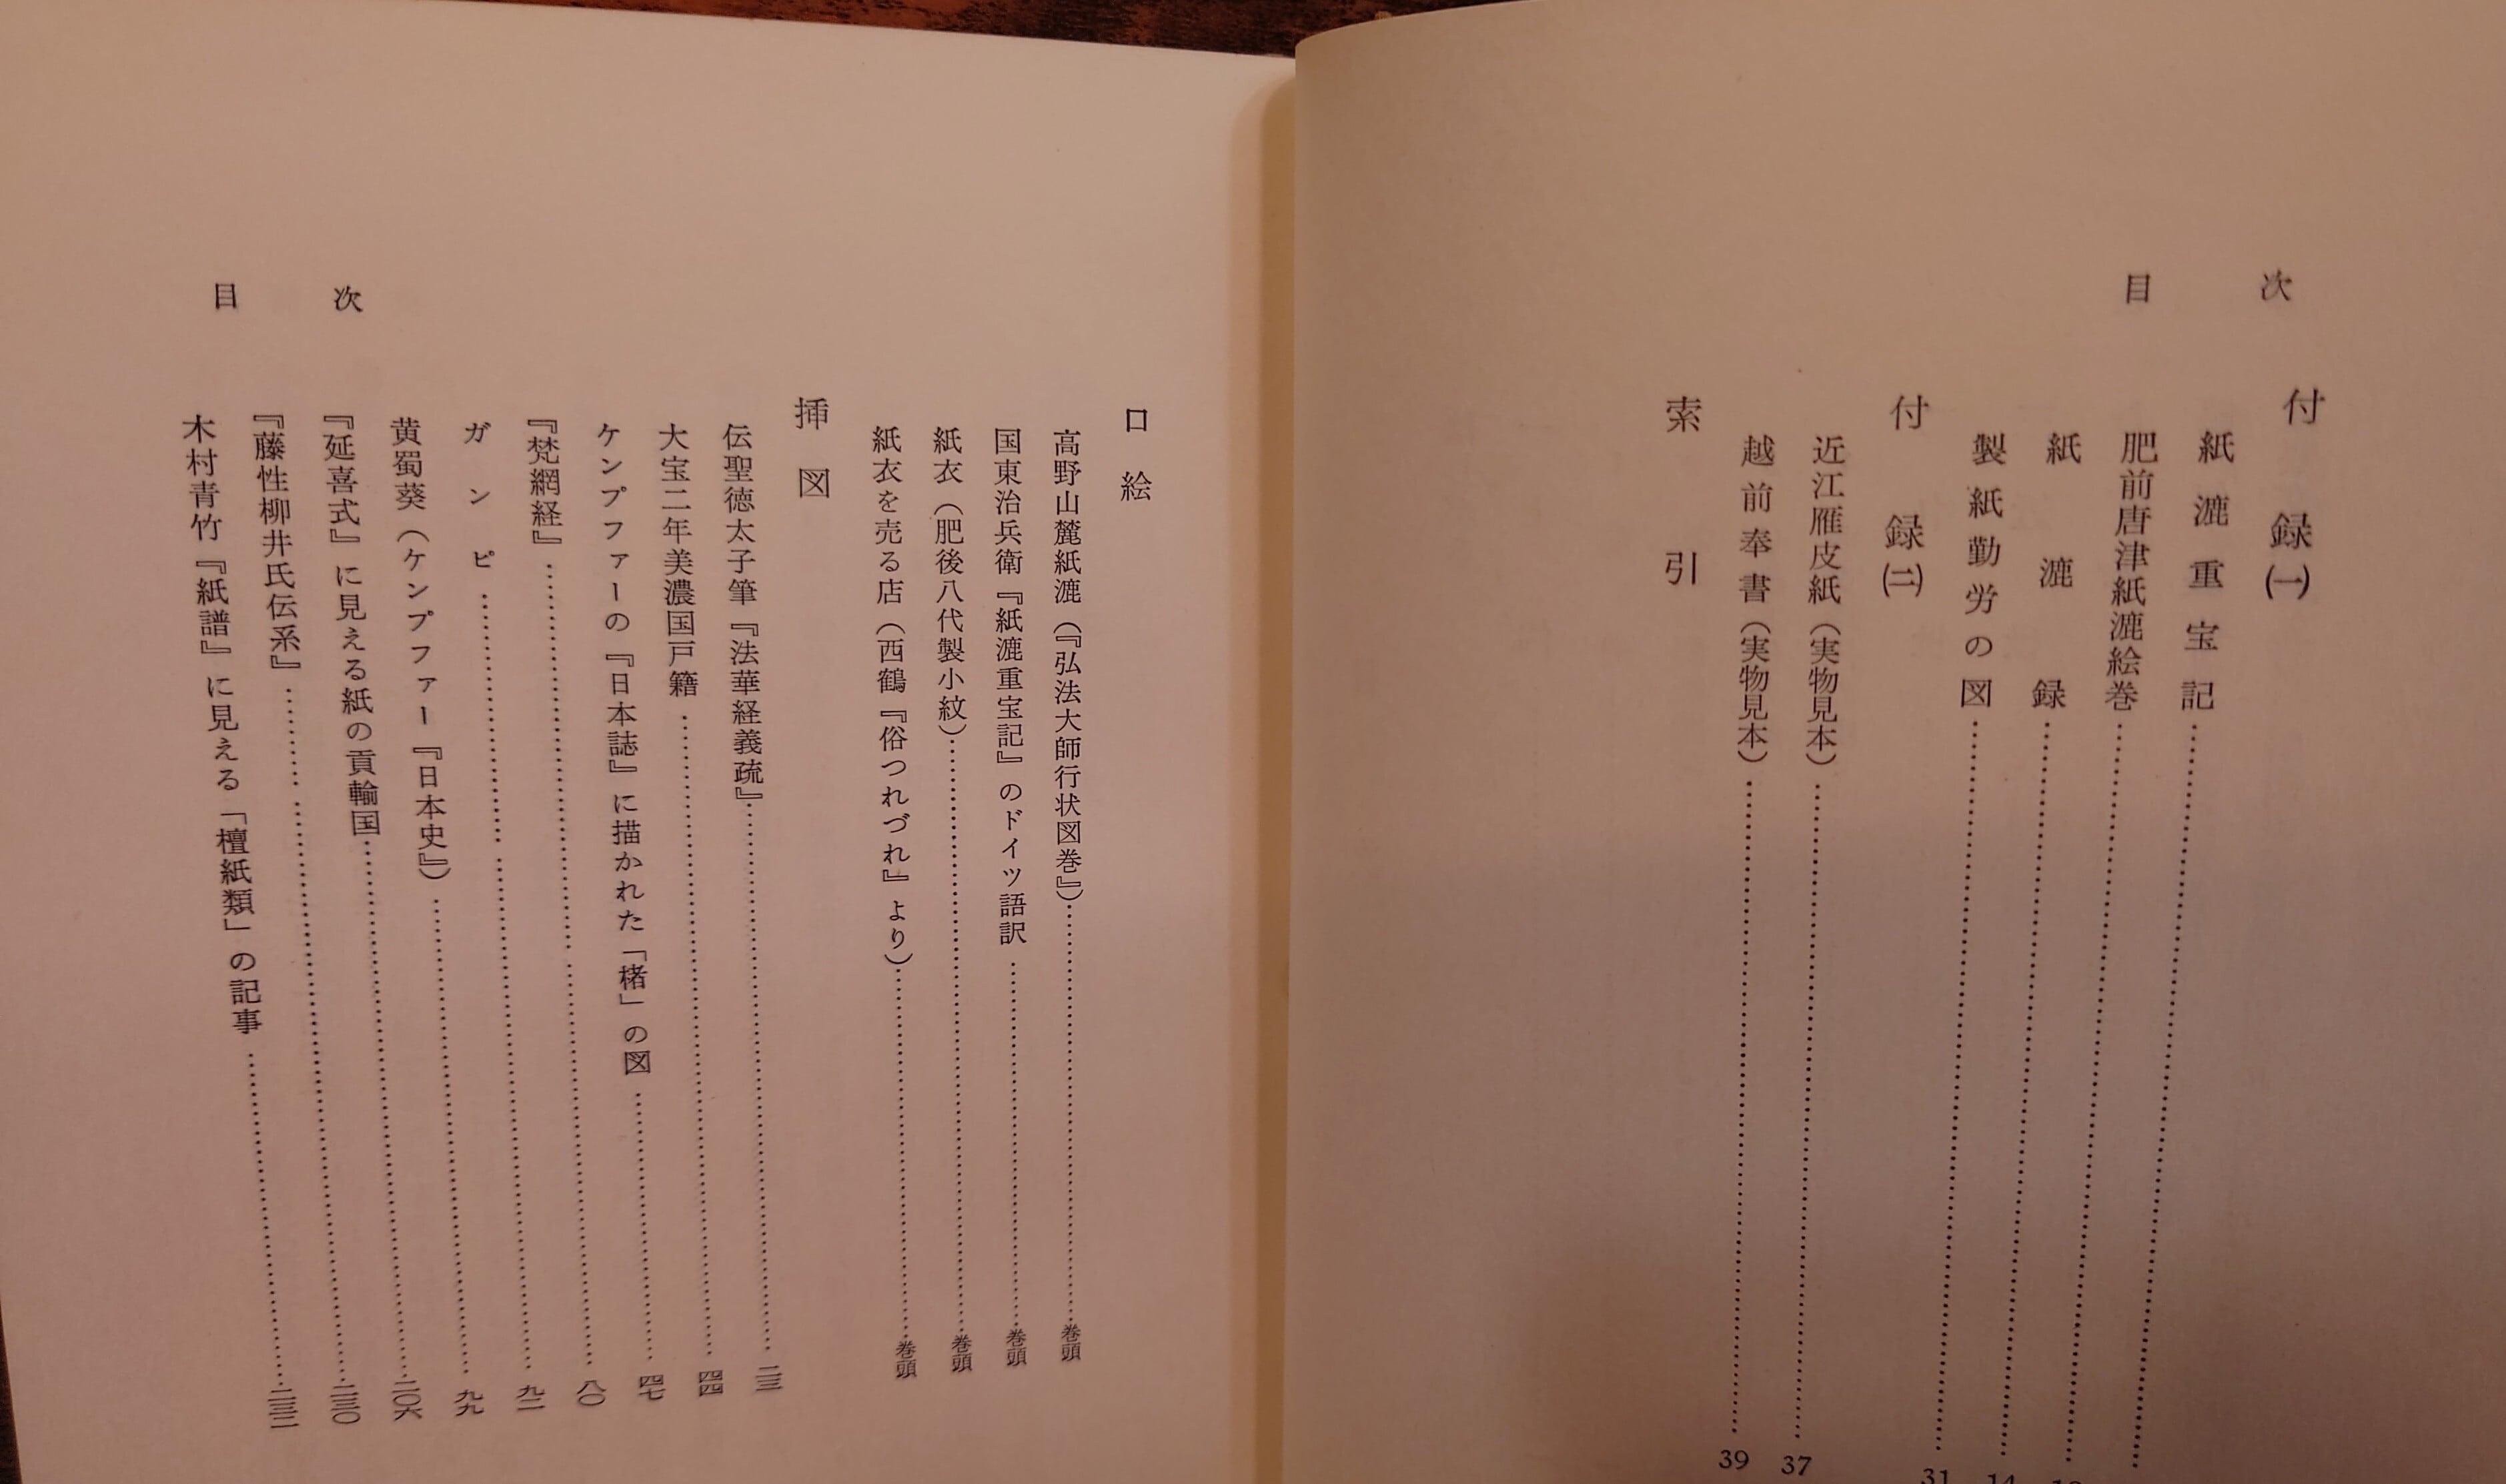 目次
付録㈠
紙漉重宝記……
肥前唐津紙漉絵巻……
紙漉録……14
製紙勤労の図……31
付録㈡
近江雁皮紙（実物見本）……37
越前奉書（実物見本）……39
索引
口絵
高野山麓紙漉（『弘法大師行状図巻』）……巻頭
国東治兵衛『紙漉重宝記』のドイツ語訳……巻頭
紙衣（肥後八代製小紋）……巻頭
紙衣を売る店（西鶴『俗つれづれ』より）……巻頭
挿図
伝聖徳太子筆『法華経義疏』……二三
大宝二年美濃国戸籍……四四
ケンプファーの『日本誌』に描かれた「楮」の図……四七
『梵網経』……八〇
ガンピ……九二
黄蜀葵（ケンプファー『日本史』）……九九
『延喜式』に見える紙の貢輸国……二〇六
『藤性柳井氏伝系』……二三〇
木村青竹『紙譜』に見える「檀紙類」の記事……二三二
目次